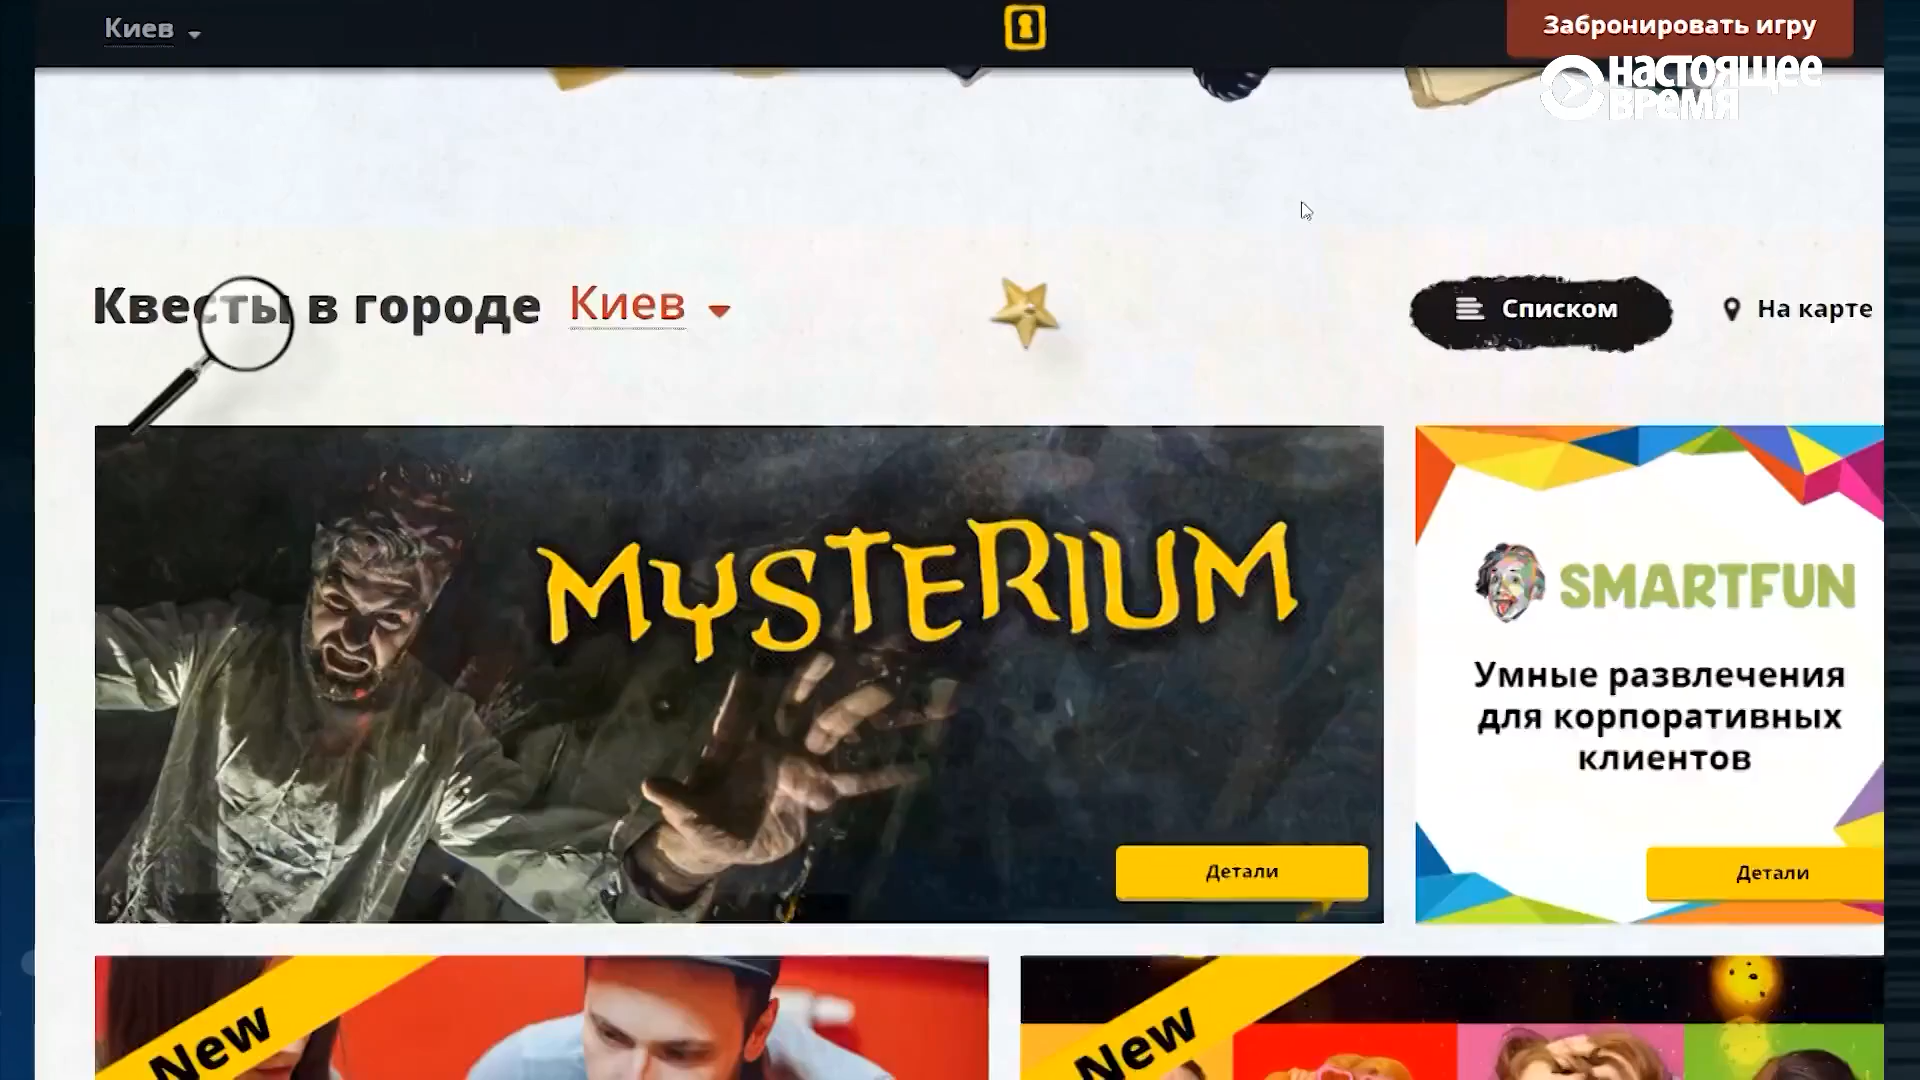 Киев
Забронировать игру
НАСТОЯЩЕЕ
ВРЕМЯ
Квесты в городе Киев
Списком
На карте
MYSTERIUM
Детали
SMARTFUN
Умные развлечения
для корпоративных
клиентов
Детали
New
New